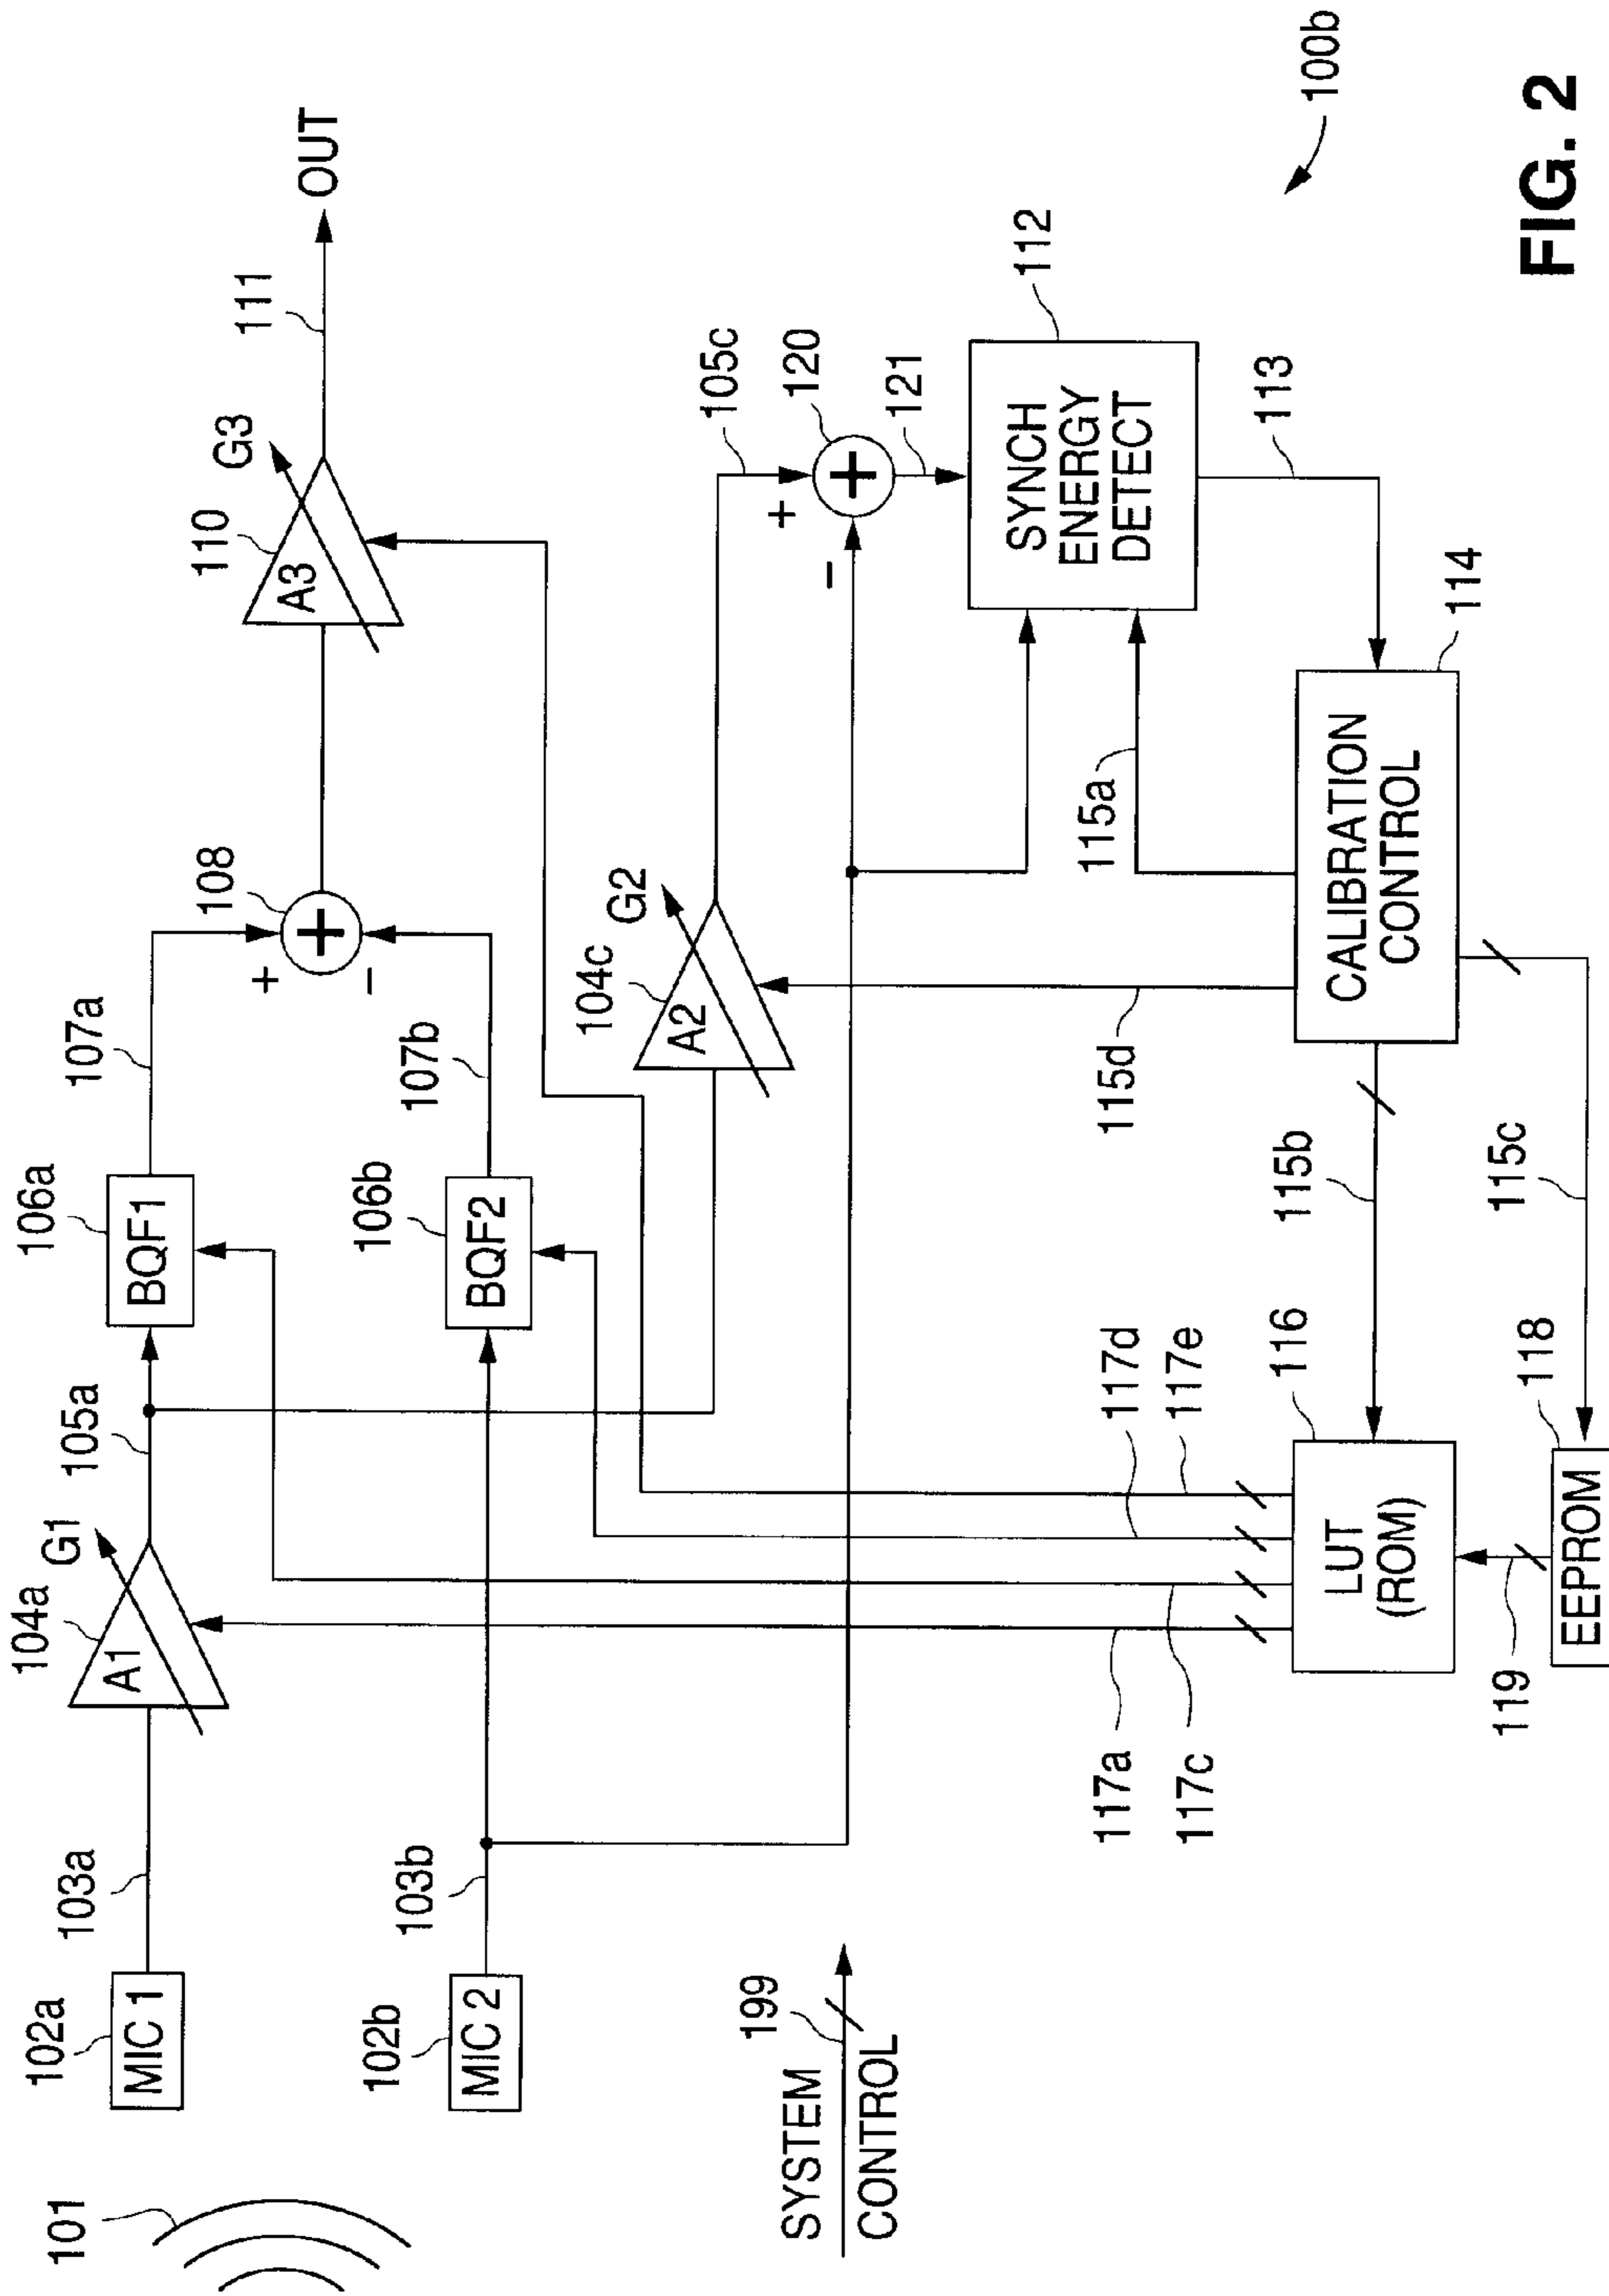 101
102a
MIC 1
103a
104a
A1
G1
105a
106a
BQF1
107a
108
+
+
−
110
A3
G3
111
OUT
102b
MIC 2
103b
106b
BQF2
107b
104c
A2
G2
105c
+
−
+
120
121
SYNCH
ENERGY
DETECT
112
113
SYSTEM
CONTROL
199
115a
115d
CALIBRATION
CONTROL
114
115b
115c
117a
117c
117d
117e
116
LUT
(ROM)
118
EEPROM
119
100b
FIG. 2